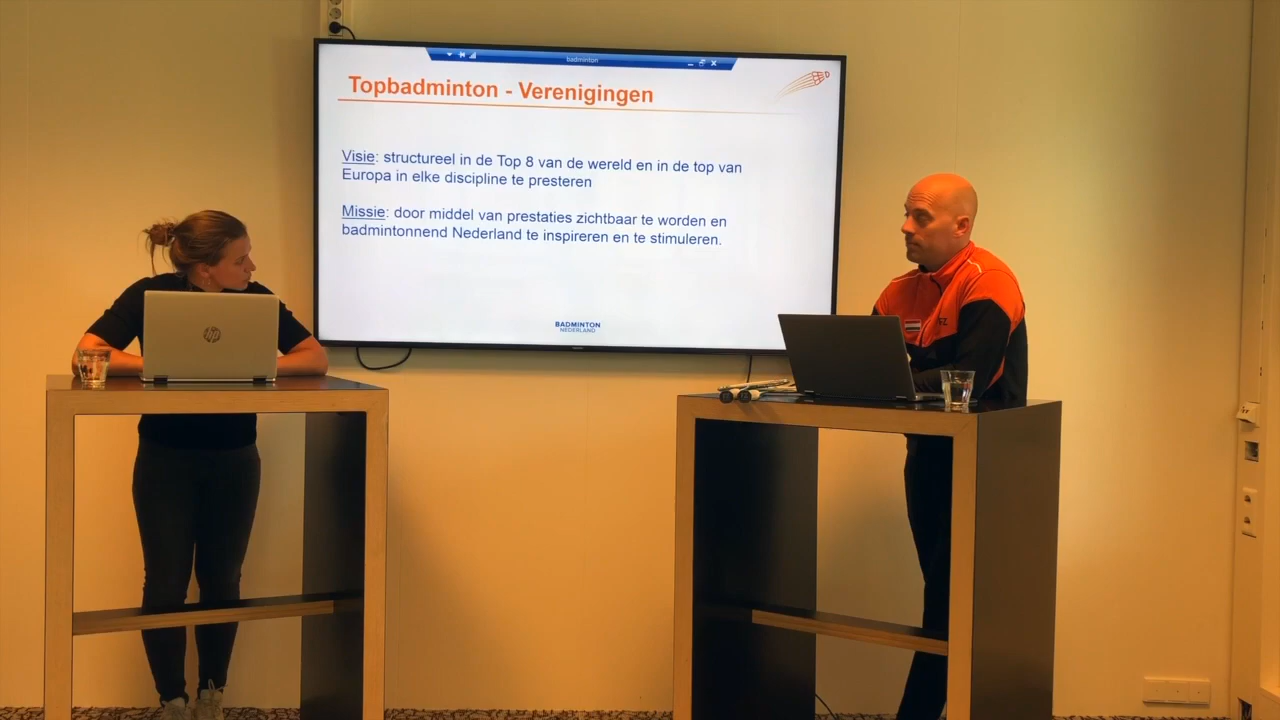 badminton
Topbadminton - Verenigingen
Visie: structureel in de Top 8 van de wereld en in de top van
Europa in elke discipline te presteren
Missie: door middel van prestaties zichtbaar te worden en
badmintonnend Nederland te inspireren en te stimuleren.
BADMINTON
NEDERLAND
hp